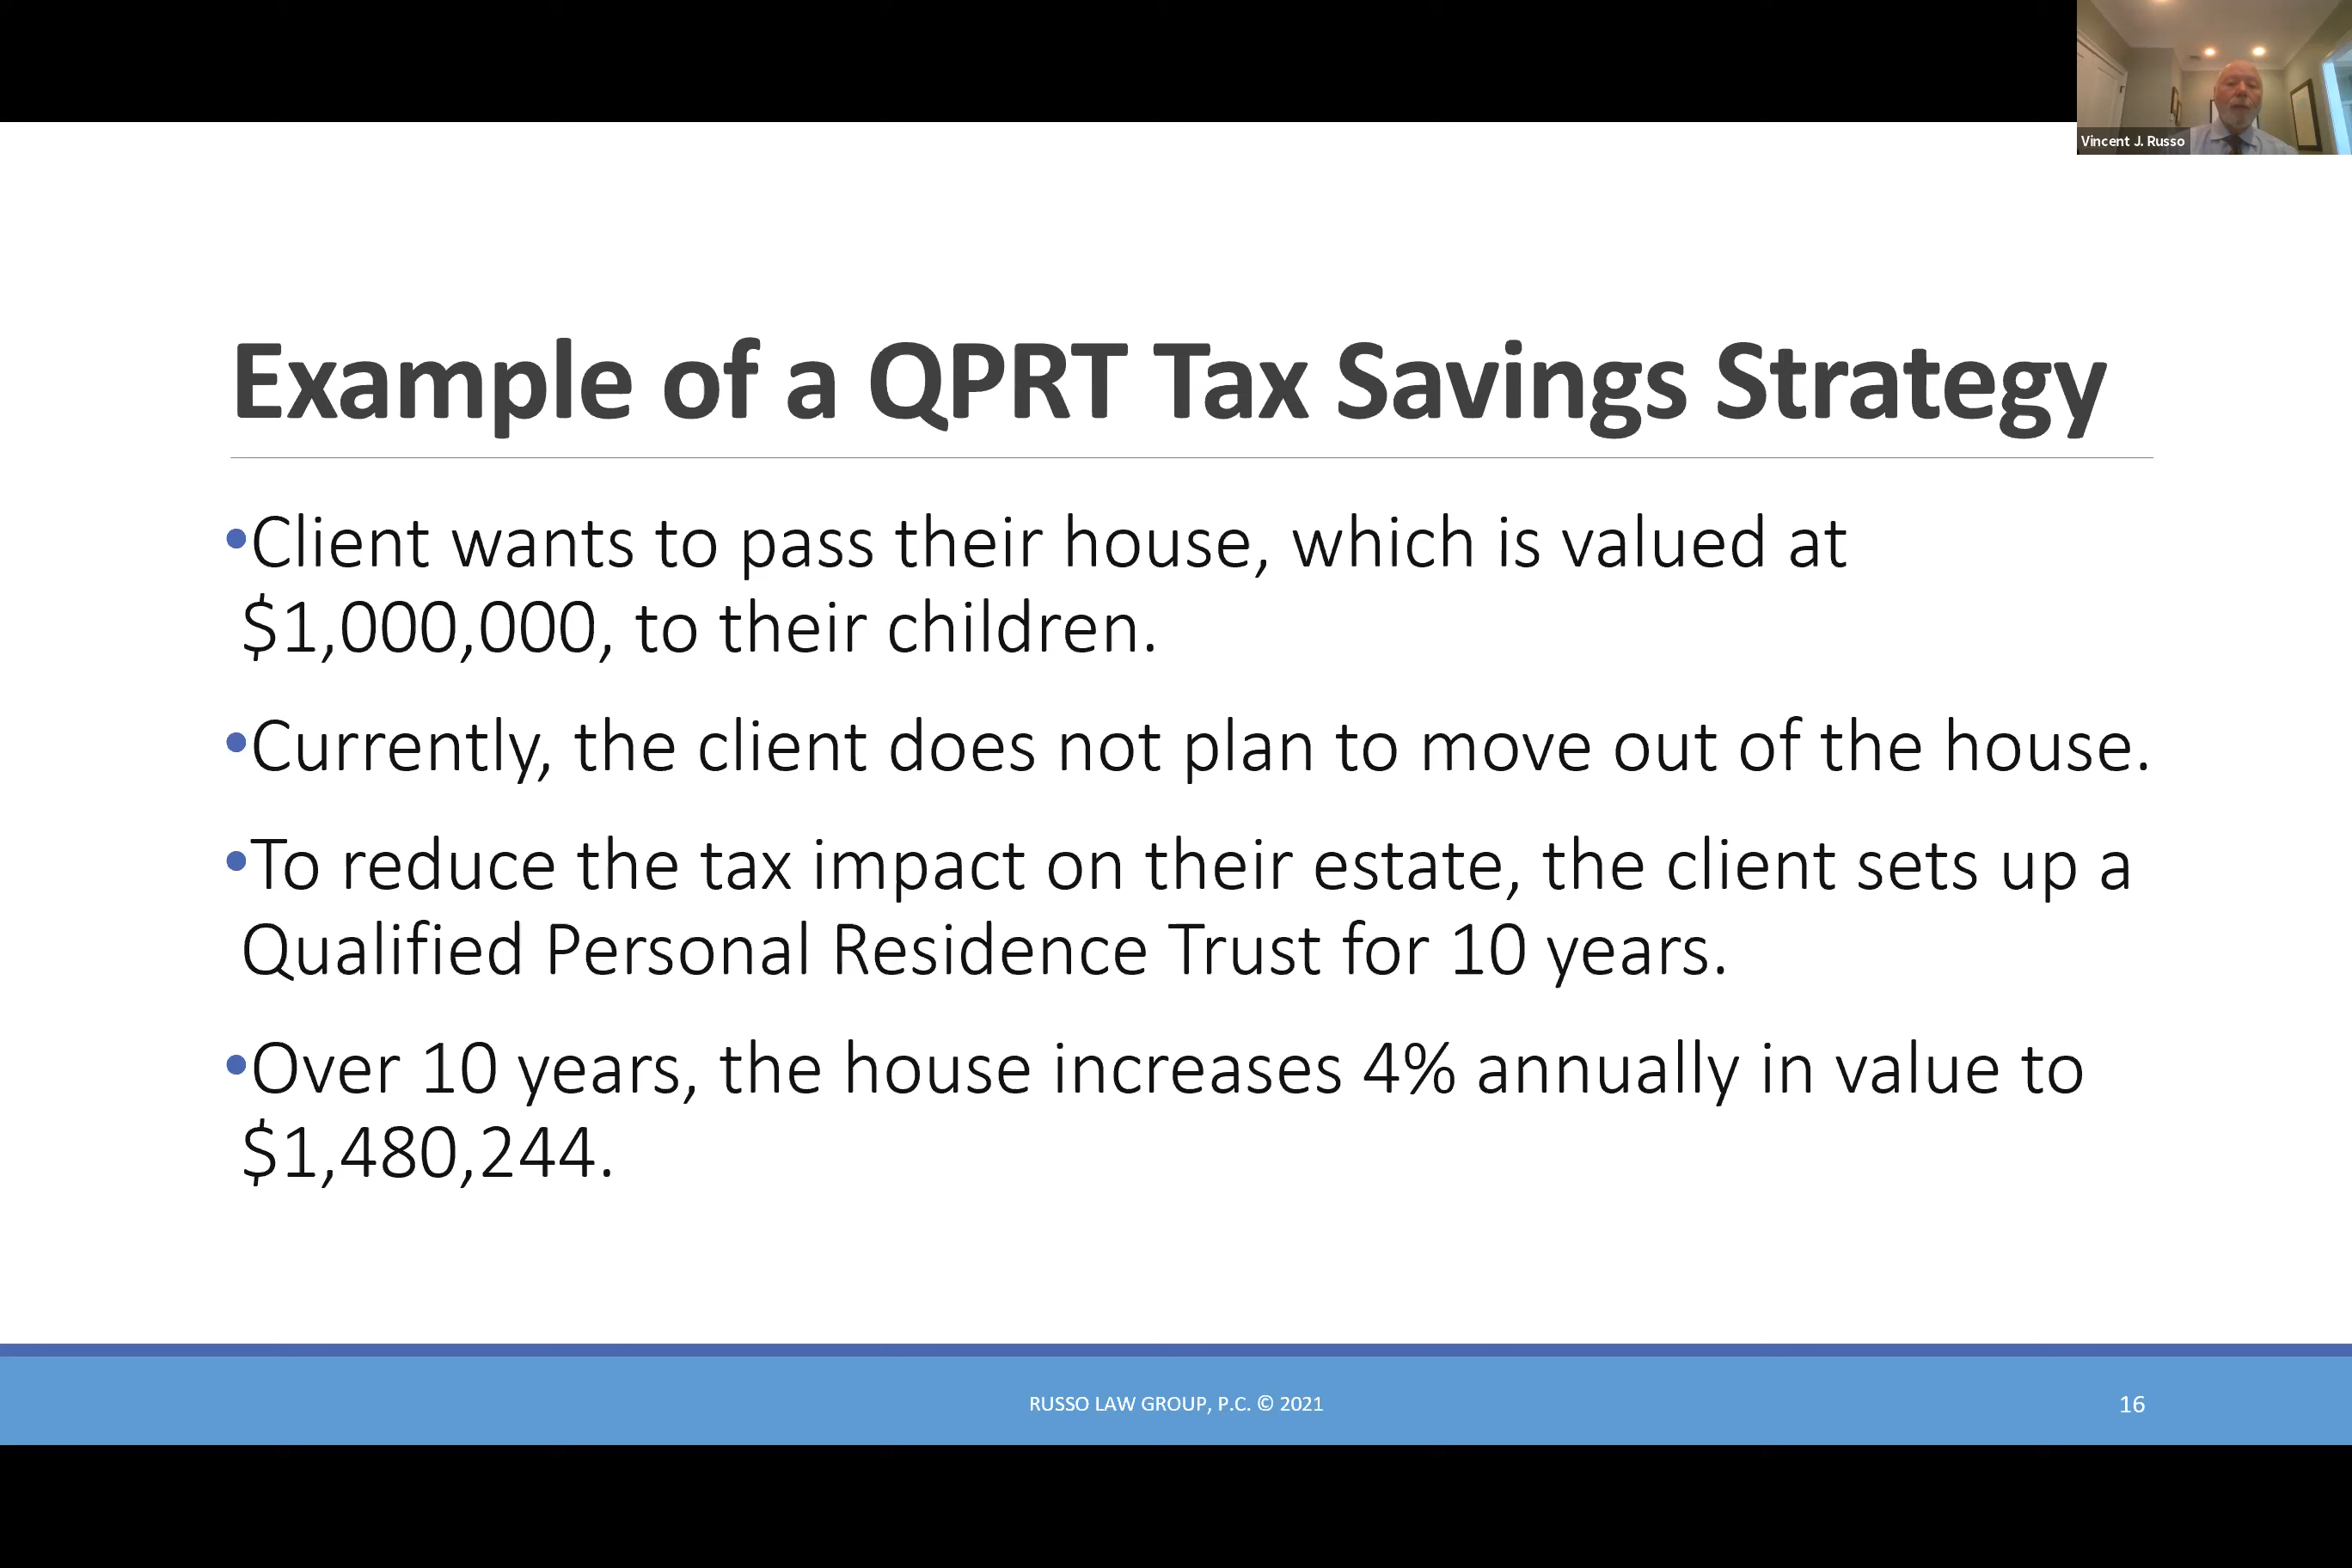 Vincent J. Russo
Example of a QPRT Tax Savings Strategy
•Client wants to pass their house, which is valued at
$1,000,000, to their children.
•Currently, the client does not plan to move out of the house.
•To reduce the tax impact on their estate, the client sets up a
Qualified Personal Residence Trust for 10 years.
•Over 10 years, the house increases 4% annually in value to
$1,480,244.
RUSSO LAW GROUP, P.C. © 2021
16